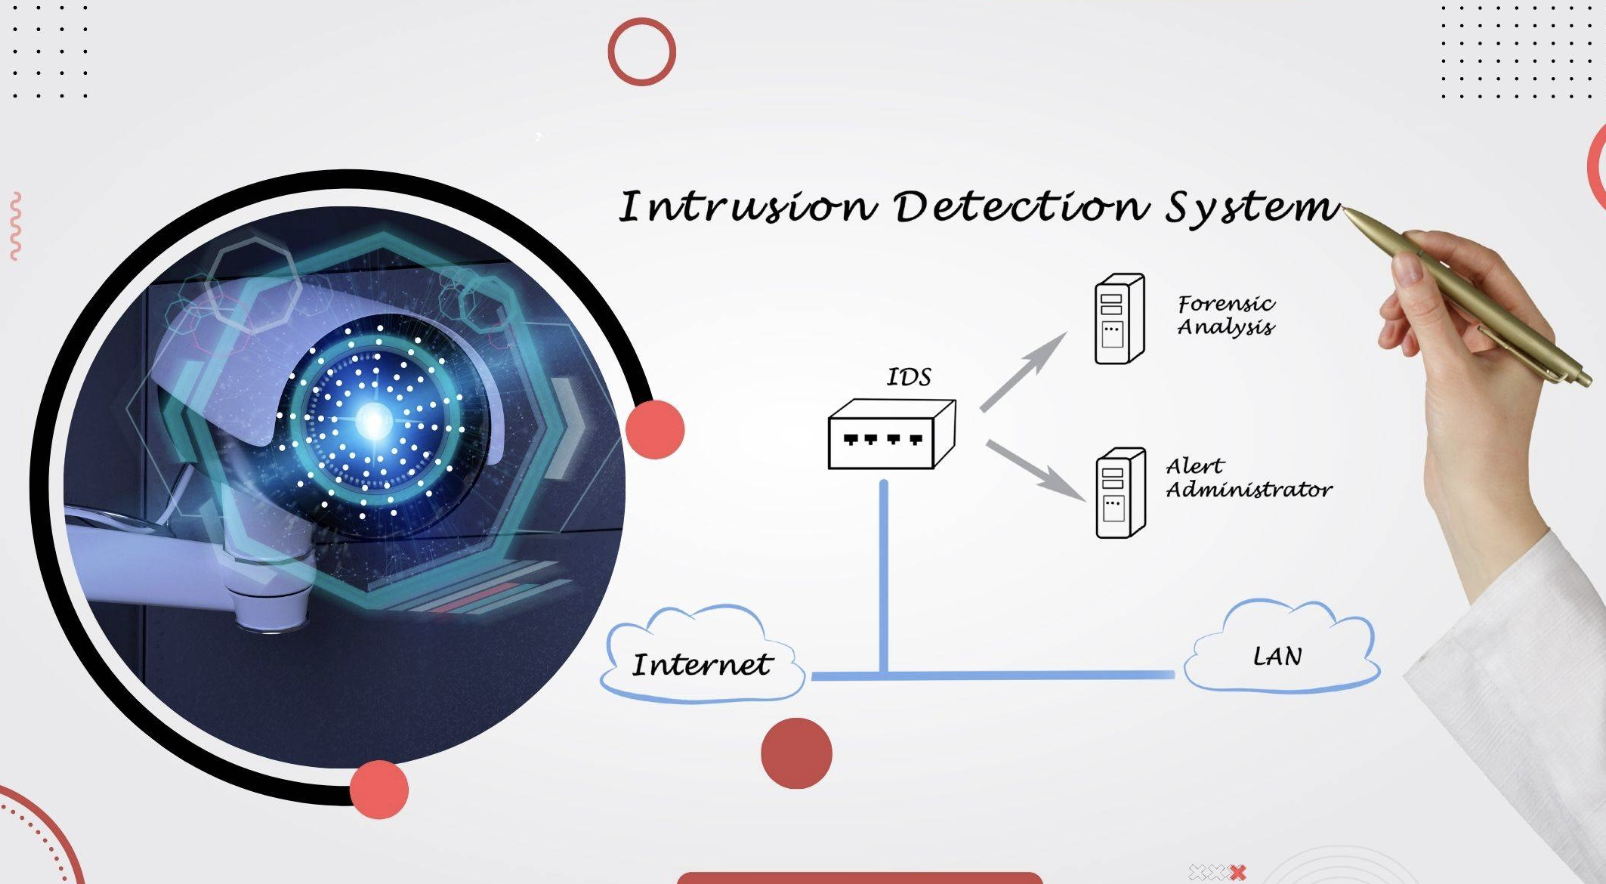 Intrusion Detection System
Forensic
Analysis
IDS
Alert
Administrator
Internet
LAN